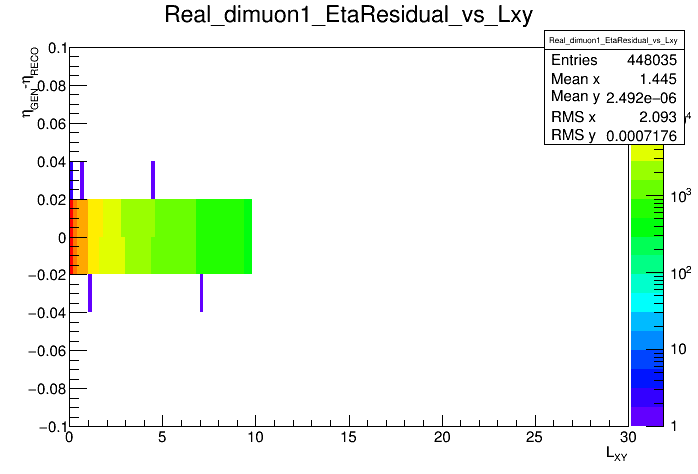 Real_dimuon1_EtaResidual_vs_Lxy
Real_dimuon1_EtaResidual_vs_Lxy
Entries 448035
Mean x 1.445
Mean y 2.492e−06
RMS x 2.093
RMS y 0.0007176
ηGEN-ηRECO
0.1
0.08
0.06
0.04
0.02
0
−0.02
−0.04
−0.06
−0.08
−0.1
0 5 10 15 20 25 30
LXY
4
10³
10²
10
1